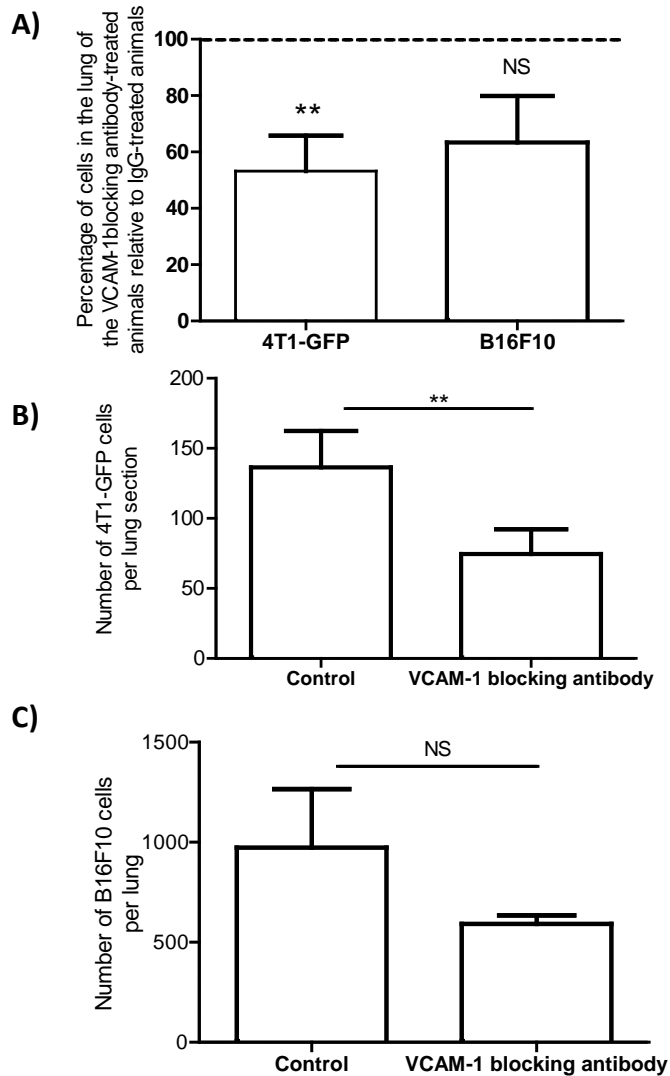 A)
Percentage of cells in the lung of
the VCAM-1blocking antibody-treated
animals relative to IgG-treated animals
100
80
60
40
20
0
**
NS
4T1-GFP
B16F10
B)
Number of 4T1-GFP cells
per lung section
200
150
100
50
0
**
Control
VCAM-1 blocking antibody
C)
Number of B16F10 cells
per lung
1500
1000
500
0
NS
Control
VCAM-1 blocking antibody